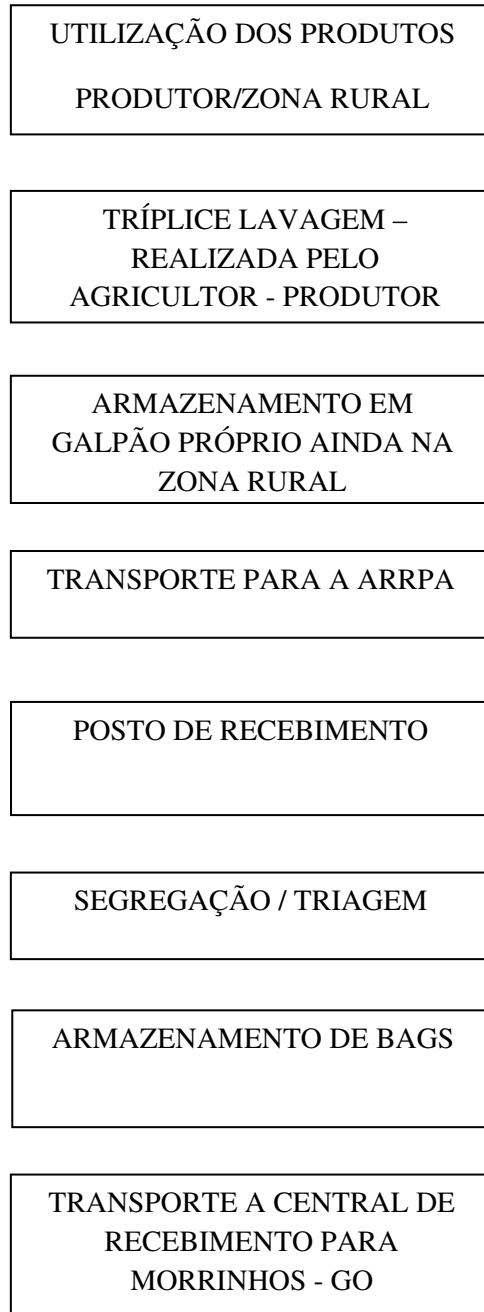 UTILIZAÇÃO DOS PRODUTOS
PRODUTOR/ZONA RURAL
TRÍPLICE LAVAGEM –
REALIZADA PELO
AGRICULTOR - PRODUTOR
ARMAZENAMENTO EM
GALPÃO PRÓPRIO AINDA NA
ZONA RURAL
TRANSPORTE PARA A ARRPA
POSTO DE RECEBIMENTO
SEGREGAÇÃO / TRIAGEM
ARMAZENAMENTO DE BAGS
TRANSPORTE A CENTRAL DE
RECEBIMENTO PARA
MORRINHOS - GO